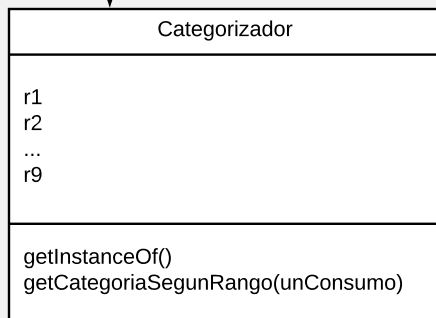 Categorizador
r1
r2
...
r9
getInstanceOf()
getCategoriaSegunRango(unConsumo)